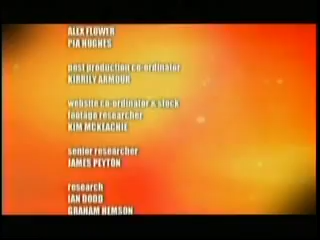 ALEX FLOWER
PIA HUGHES
post production co-ordinator
KIRRILY ARMOUR
website co-ordinator & stock
footage researcher
KIM MCKEACHIE
senior researcher
JAMES PEYTON
research
IAN DODD
GRAHAM HEMSON